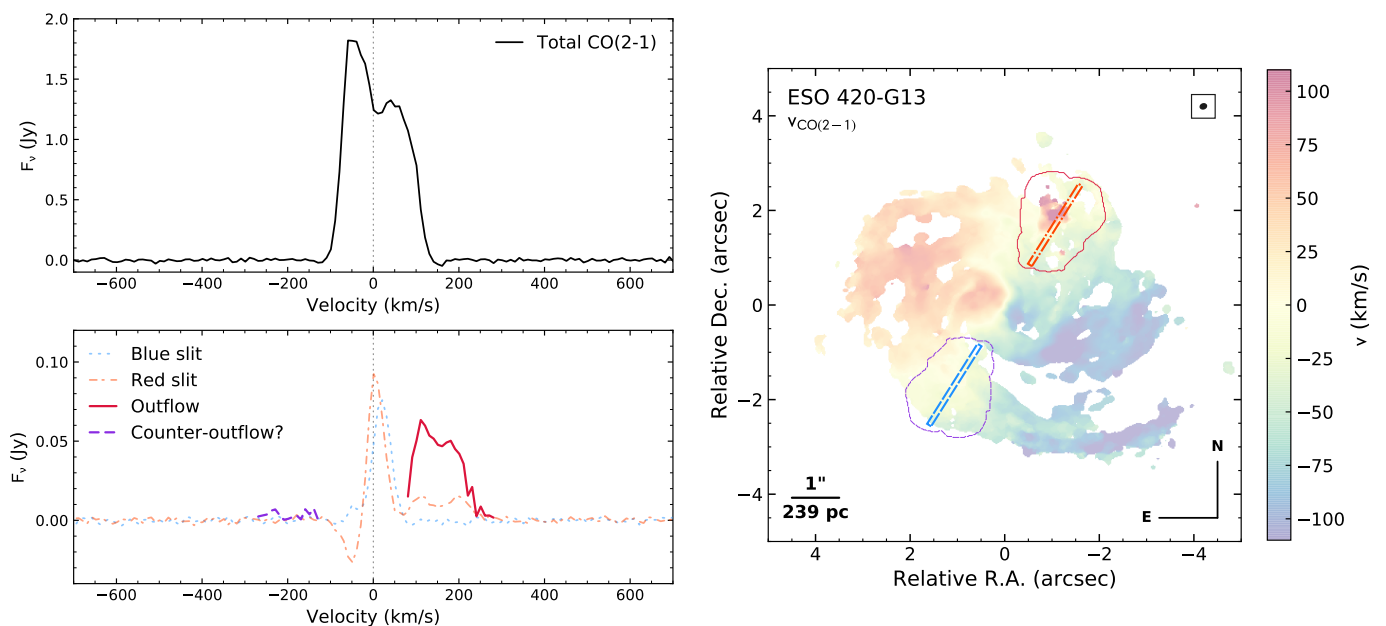 2.0
1.5
1.0
0.5
0.0
F_ν (Jy)
Total CO(2-1)
−600 −400 −200 0 200 400 600
Velocity (km/s)
0.10
0.05
0.00
F_ν (Jy)
Blue slit
Red slit
Outflow
Counter-outflow?
−600 −400 −200 0 200 400 600
Velocity (km/s)
ESO 420-G13
v_CO(2−1)
4
2
0
−2
−4
Relative Dec. (arcsec)
1"
239 pc
N
E
4 2 0 −2 −4
Relative R.A. (arcsec)
100
75
50
25
0
−25
−50
−75
−100
v (km/s)